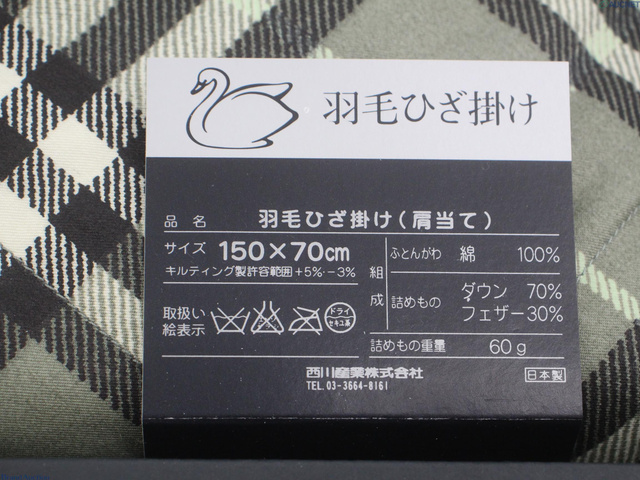 羽毛ひざ掛け
品名 羽毛ひざ掛け(肩当て)
サイズ 150×70cm
キルティング製許容範囲+5%・-3%
取扱い
絵表示
ドライ
セキユ系
組成
ふとんがわ 綿 100%
詰めもの ダウン 70%
フェザー 30%
詰めもの重量 60g
西川産業株式会社
TEL.03-3664-8161
日本製